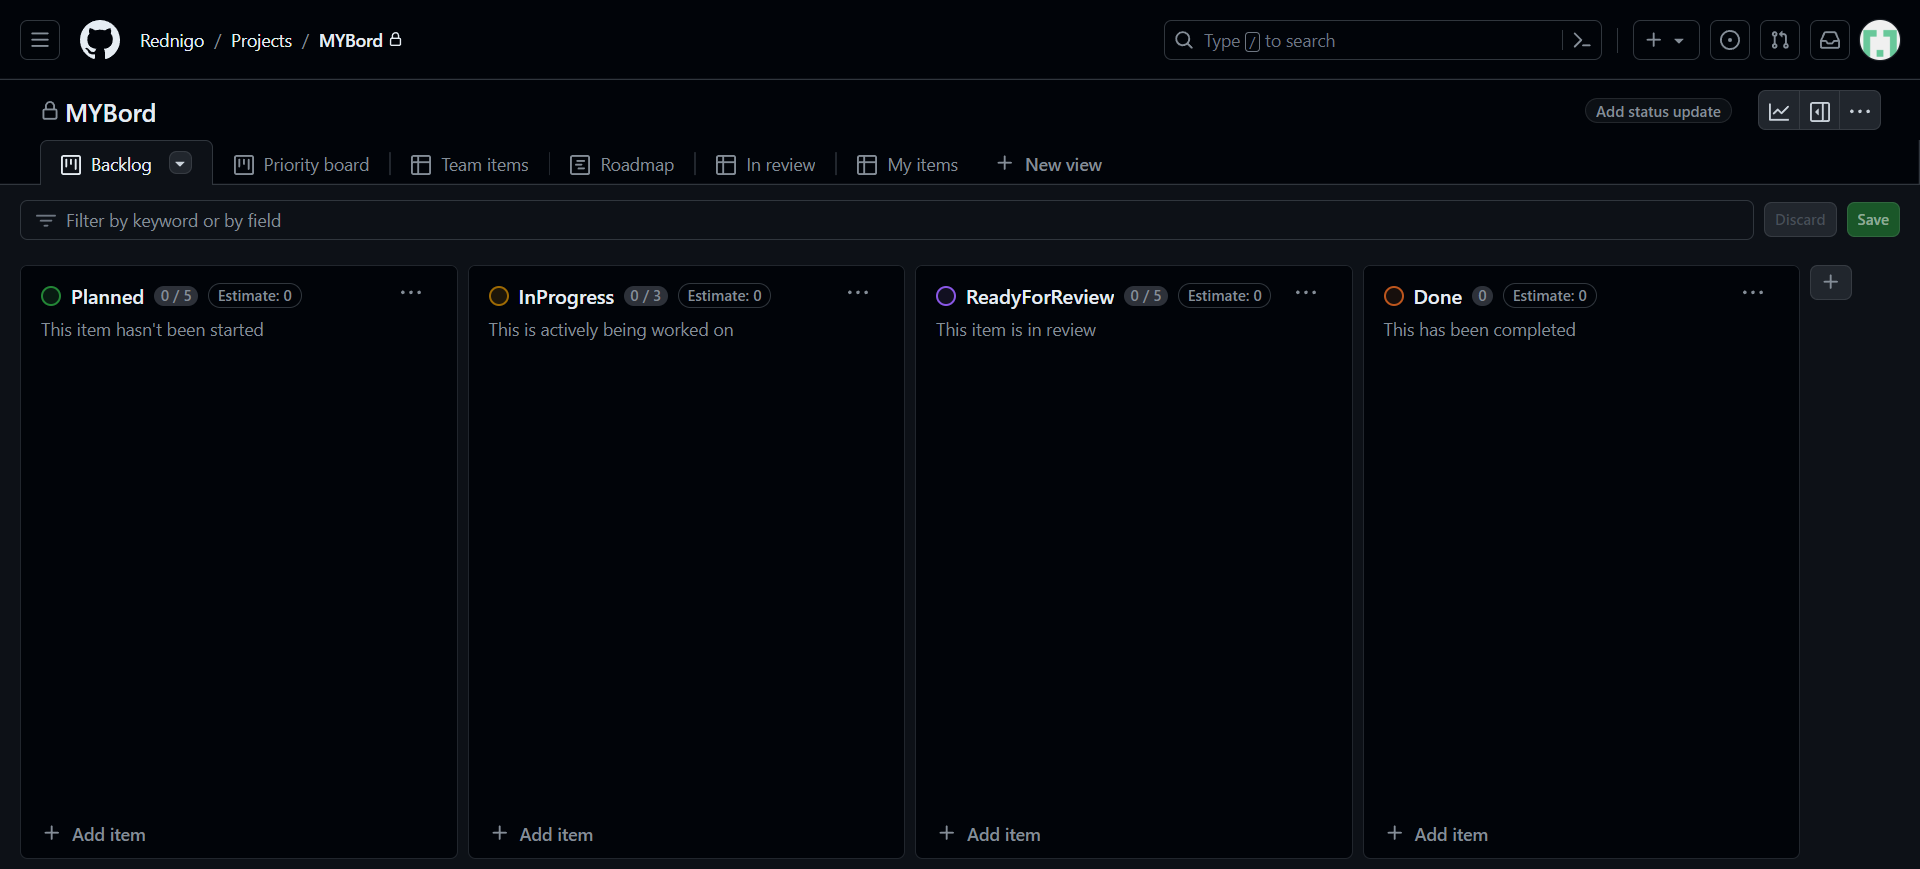 Rednigo / Projects / MYBord
Type / to search
MYBord
Add status update
Backlog
Priority board
Team items
Roadmap
In review
My items
New view
Filter by keyword or by field
Discard
Save
Planned 0 / 5 Estimate: 0
This item hasn't been started
Add item
InProgress 0 / 3 Estimate: 0
This is actively being worked on
Add item
ReadyForReview 0 / 5 Estimate: 0
This item is in review
Add item
Done 0 Estimate: 0
This has been completed
Add item